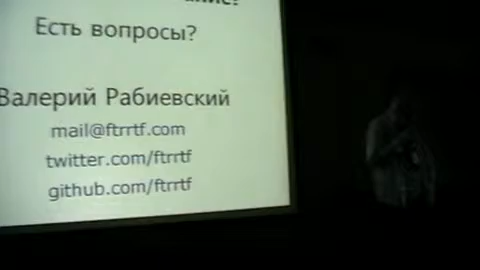 Есть вопросы?
Валерий Рабиевский
mail@ftrrtf.com
twitter.com/ftrrtf
github.com/ftrrtf